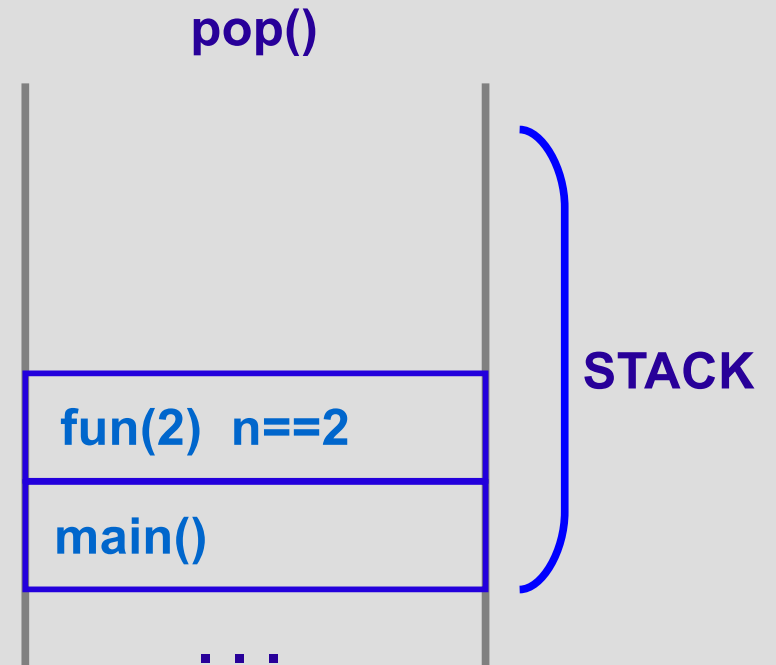 pop()
STACK
fun(2) n==2
main()
...